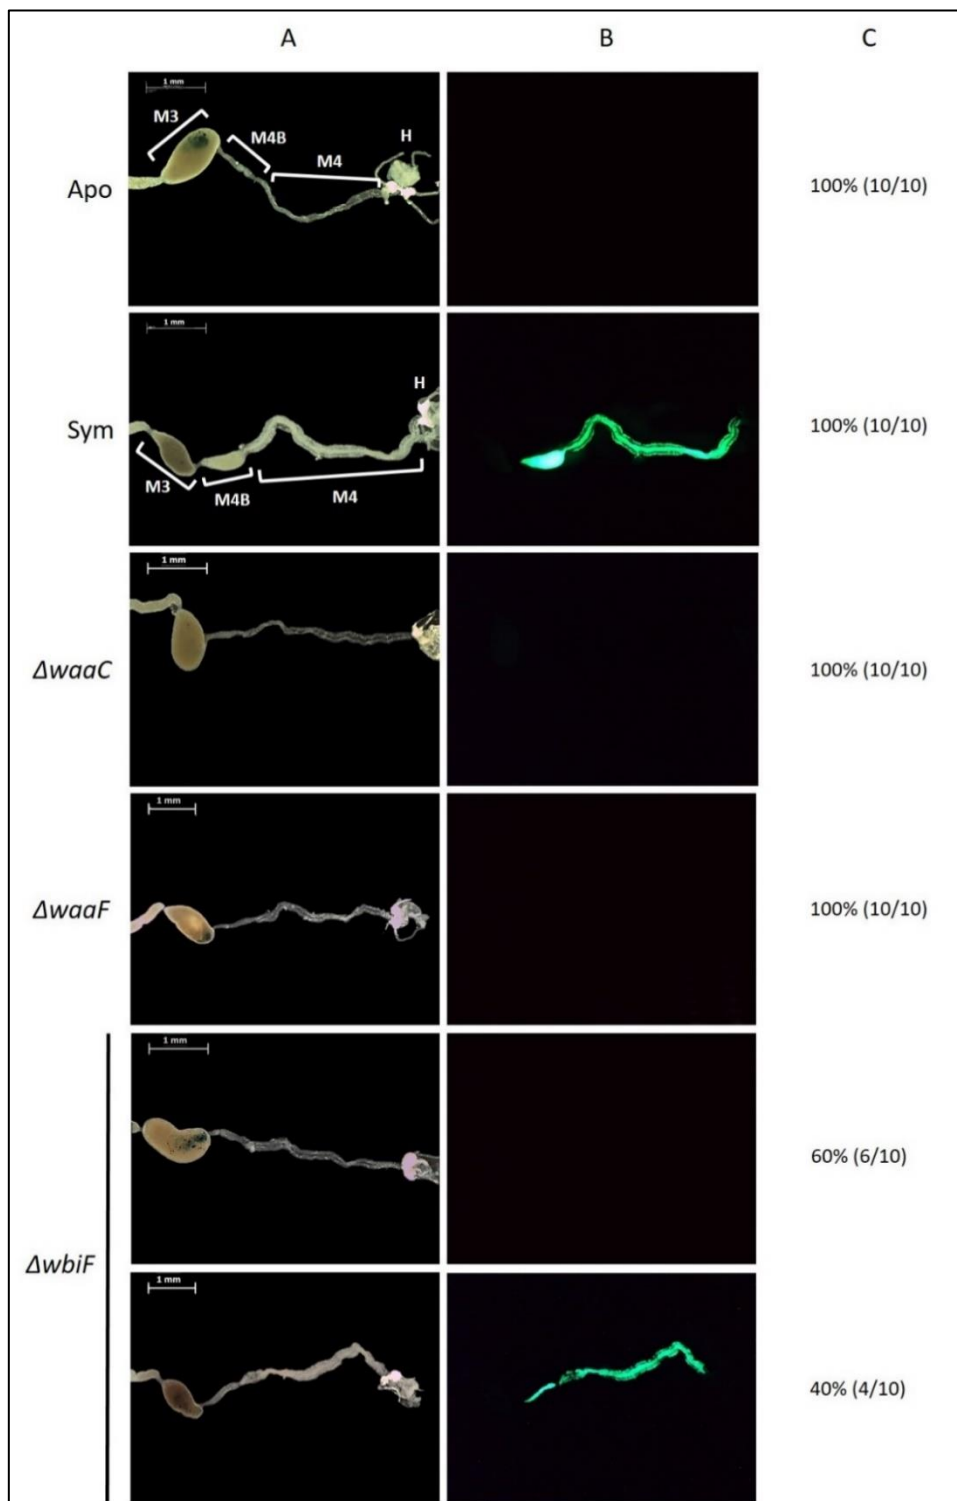 A B C
1 mm
M3
M4B
M4
H
Apo
100% (10/10)
1 mm
H
Sym
M3
M4B
M4
100% (10/10)
1 mm
ΔwaaC
100% (10/10)
1 mm
ΔwaaF
100% (10/10)
1 mm
60% (6/10)
ΔwbiF
1 mm
40% (4/10)